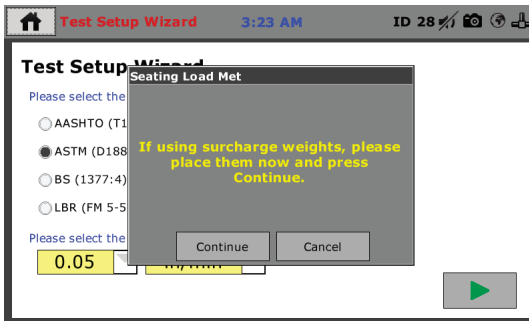 Test Setup Wizard 3:23 AM ID 28
Test Setup Wizard
Seating Load Met
Please select the
AASHTO (T1
ASTM (D188
If using surcharge weights, please
place them now and press
Continue.
BS (1377:4)
LBR (FM 5-5
Please select the
Continue Cancel
0.05